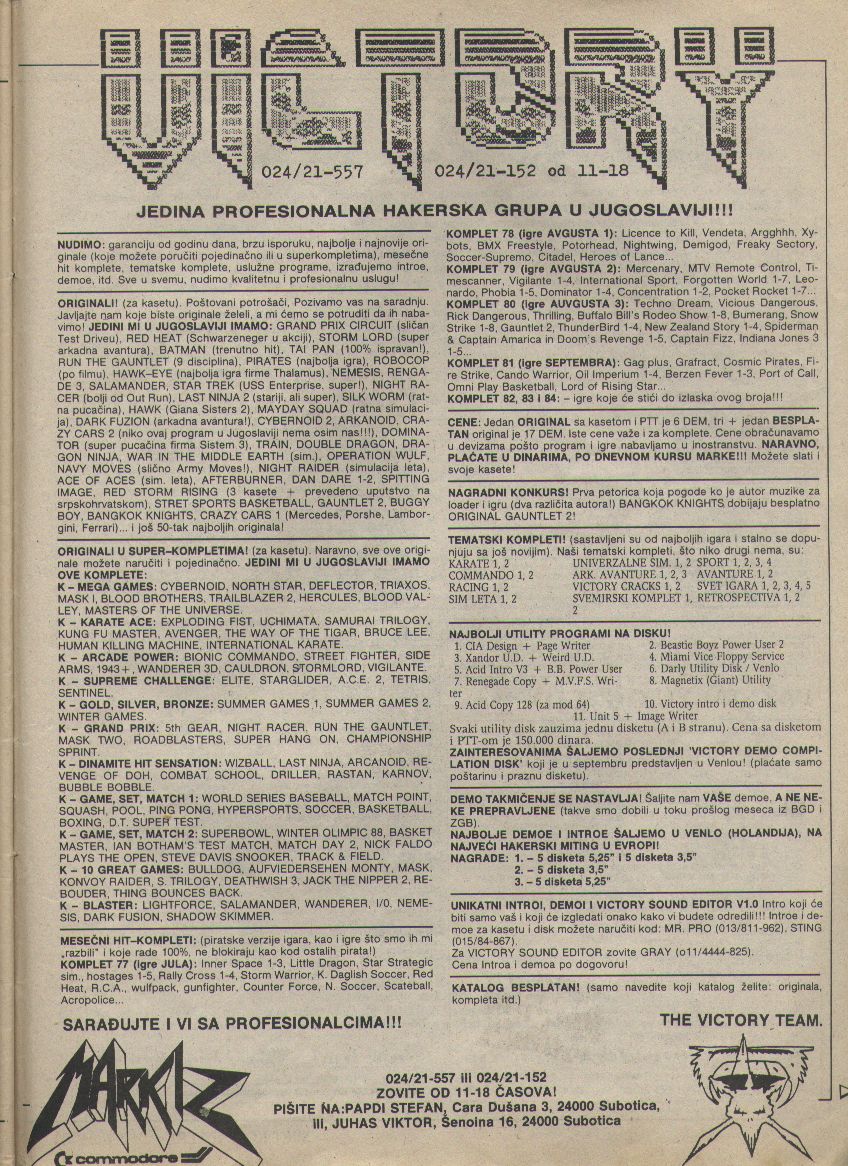 VICTORY
024/21-557 024/21-152 od 11-18
JEDINA PROFESIONALNA HAKERSKA GRUPA U JUGOSLAVIJI!!!
NUDIMO: garanciju od godinu dana, brzu isporuku, najbolje i najnovije ori-
ginale (koje možete poručiti pojedinačno ili u superkompletima), mesečne
hit komplete, tematske komplete, uslužne programe, izrađujemo introe,
demoe, itd. Sve u svemu, nudimo kvalitetnu i profesionalnu uslugu!
ORIGINALI! (za kasetu). Poštovani potrošači, Pozivamo vas na saradnju.
Javljajte nam koje biste originale želeli, a mi ćemo se potruditi da ih naba-
vimo! JEDINI MI U JUGOSLAVIJI IMAMO: GRAND PRIX CIRCUIT (sličan
Test Driveu), RED HEAT (Schwarzeneger u akciji), STORM LORD (super
arkadna avantura), BATMAN (trenutno hit), TAI PAN (100% ispravan!),
RUN THE GAUNTLET (9 disciplina), PIRATES (najbolja igra), ROBOCOP
(po filmu), HAWK–EYE (najbolja igra firme Thalamus), NEMESIS, RENGA-
DE 3, SALAMANDER, STAR TREK (USS Enterprise, super!), NIGHT RA-
CER (bolji od Out Run), LAST NINJA 2 (stariji, ali super), SILK WORM (rat-
na pucačina), HAWK (Giana Sisters 2), MAYDAY SQUAD (ratna simulaci-
ja), DARK FUZION (arkadna avantura!), CYBERNOID 2, ARKANOID, CRA-
ZY CARS 2 (niko ovaj program u Jugoslaviji nema osim nas!!!), DOMINA-
TOR (super pucačina firma Sistem 3), TRAIN, DOUBLE DRAGON, DRA-
GON NINJA, WAR IN THE MIDDLE EARTH (sim.), OPERATION WULF,
NAVY MOVES (slično Army Moves!), NIGHT RAIDER (simulacija leta),
ACE OF ACES (sim. leta), AFTERBURNER, DAN DARE 1-2, SPITTING
IMAGE, RED STORM RISING (3 kasete + prevedeno uputstvo na
srpskohrvatskom), STRET SPORTS BASKETBALL, GAUNTLET 2, BUGGY
BOY, BANGKOK KNIGHTS, CRAZY CARS 1 (Mercedes, Porshe, Lambor-
gini, Ferrari)... i još 50-tak najboljih originala!
ORIGINALI U SUPER–KOMPLETIMA! (za kasetu). Naravno, sve ove origi-
nale možete naručiti i pojedinačno. JEDINI MI U JUGOSLAVIJI IMAMO
OVE KOMPLETE:
K – MEGA GAMES: CYBERNOID, NORTH STAR, DEFLECTOR, TRIAXOS,
MASK I, BLOOD BROTHERS, TRAILBLAZER 2, HERCULES, BLOOD VAL-
LEY, MASTERS OF THE UNIVERSE.
K – KARATE ACE: EXPLODING FIST, UCHIMATA, SAMURAI TRILOGY,
KUNG FU MASTER, AVENGER, THE WAY OF THE TIGAR, BRUCE LEE,
HUMAN KILLING MACHINE, INTERNATIONAL KARATE.
K – ARCADE POWER: BIONIC COMMANDO, STREET FIGHTER, SIDE
ARMS, 1943+, WANDERER 3D, CAULDRON, STORMLORD, VIGILANTE.
K – SUPREME CHALLENGE: ELITE, STARGLIDER, A.C.E. 2, TETRIS,
SENTINEL.
K – GOLD, SILVER, BRONZE: SUMMER GAMES 1, SUMMER GAMES 2,
WINTER GAMES.
K – GRAND PRIX: 5th GEAR, NIGHT RACER, RUN THE GAUNTLET,
MASK TWO, ROADBLASTERS, SUPER HANG ON, CHAMPIONSHIP
SPRINT.
K – DINAMITE HIT SENSATION: WIZBALL, LAST NINJA, ARCANOID, RE-
VENGE OF DOH, COMBAT SCHOOL, DRILLER, RASTAN, KARNOV,
BUBBLE BOBBLE.
K – GAME, SET, MATCH 1: WORLD SERIES BASEBALL, MATCH POINT,
SQUASH, POOL, PING PONG, HYPERSPORTS, SOCCER, BASKETBALL,
BOXING, D.T. SUPER TEST.
K – GAME, SET, MATCH 2: SUPERBOWL, WINTER OLIMPIC 88, BASKET
MASTER, IAN BOTHAM'S TEST MATCH, MATCH DAY 2, NICK FALDO
PLAYS THE OPEN, STEVE DAVIS SNOOKER, TRACK & FIELD.
K – 10 GREAT GAMES: BULLDOG, AUFVIEDERSEHEN MONTY, MASK,
KONVOY RAIDER, S. TRILOGY, DEATHWISH 3, JACK THE NIPPER 2, RE-
BOUDER, THING BOUNCES BACK.
K – BLASTER: LIGHTFORCE, SALAMANDER, WANDERER, I/0. NEME-
SIS, DARK FUSION, SHADOW SKIMMER.
MESEČNI HIT–KOMPLETI: (piratske verzije igara, kao i igre što smo ih mi
„razbili" i koje rade 100%, ne blokiraju kao kod ostalih pirata!)
KOMPLET 77 (igre JULA): Inner Space 1-3, Little Dragon, Star Strategic
sim., hostages 1-5, Rally Cross 1-4, Storm Warrior, K. Daglish Soccer, Red
Heat, R.C.A., wulfpack, gunfighter, Counter Force, N. Soccer, Scateball,
Acropolice...
SARAĐUJTE I VI SA PROFESIONALCIMA!!!
KOMPLET 78 (igre AVGUSTA 1): Licence to Kill, Vendeta, Argghhh, Xy-
bots, BMX Freestyle, Potorhead, Nightwing, Demigod, Freaky Sectory,
Soccer-Supremo, Citadel, Heroes of Lance...
KOMPLET 79 (igre AVGUSTA 2): Mercenary, MTV Remote Control, Ti-
mescanner, Vigilante 1-4, International Sport, Forgotten World 1-7, Leo-
nardo, Phobia 1-5, Dominator 1-4, Concentration 1-2, Pocket Rocket 1-7...
KOMPLET 80 (igre AUVGUSTA 3): Techno Dream, Vicious Dangerous,
Rick Dangerous, Thrilling, Buffalo Bill's Rodeo Show 1-8, Bumerang, Snow
Strike 1-8, Gauntlet 2, ThunderBird 1-4, New Zealand Story 1-4, Spiderman
& Captain Amarica in Doom's Revenge 1-5, Captain Fizz, Indiana Jones 3
1-5...
KOMPLET 81 (igre SEPTEMBRA): Gag plus, Grafract, Cosmic Pirates, Fi-
re Strike, Cando Warrior, Oil Imperium 1-4, Berzen Fever 1-3, Port of Call,
Omni Play Basketball, Lord of Rising Star...
KOMPLET 82, 83 i 84: – igre koje će stići do izlaska ovog broja!!!
CENE: Jedan ORIGINAL sa kasetom i PTT je 6 DEM, tri + jedan BESPLA-
TAN original je 17 DEM. Iste cene važe i za komplete. Cene obračunavamo
u devizama pošto program i igre nabavljamo u inostranstvu. NARAVNO,
PLAĆATE U DINARIMA, PO DNEVNOM KURSU MARKE!!! Možete slati i
svoje kasete!
NAGRADNI KONKURS! Prva petorica koja pogode ko je autor muzike za
loader i igru (dva različita autora!) BANGKOK KNIGHTS dobijaju besplatno
ORIGINAL GAUNTLET 2!
TEMATSKI KOMPLETI! (sastavljeni su od najboljih igara i stalno se dopu-
njuju sa još novijim). Naši tematski kompleti, što niko drugi nema, su:
KARATE 1, 2 UNIVERZALNE SIM. 1, 2 SPORT 1, 2, 3, 4
COMMANDO 1, 2 ARK. AVANTURE 1, 2, 3 AVANTURE 1, 2
RACING 1, 2 VICTORY CRACKS 1, 2 SVET IGARA 1, 2, 3, 4, 5
SIM LETA 1, 2 SVEMIRSKI KOMPLET 1, RETROSPECTIVA 1, 2
2
NAJBOLJI UTILITY PROGRAMI NA DISKU!
1. CIA Design + Page Writer 2. Beastie Boyz Power User 2
3. Xandor U.D. + Weird U.D. 4. Miami Vice Floppy Service
5. Acid Intro V3 + B.B. Power User 6. Darly Utility Disk / Venlo
7. Renegade Copy + M.V.F.S. Wri- 8. Magnetix (Giant) Utility
ter
9. Acid Copy 128 (za mod 64) 10. Victory intro i demo disk
11. Unit 5 + Image Writer
Svaki utility disk zauzima jednu disketu (A i B stranu). Cena sa disketom
i PTT-om je 150.000 dinara.
ZAINTERESOVANIMA ŠALJEMO POSLEDNJI 'VICTORY DEMO COMPI-
LATION DISK' koji je u septembru predstavljen u Venlou! (plaćate samo
poštarinu i praznu disketu).
DEMO TAKMIČENJE SE NASTAVLJA! Šaljite nam VAŠE demoe, A NE NE-
KE PREPRAVLJENE (takve smo dobili u toku prošlog meseca iz BGD i
ZGB).
NAJBOLJE DEMOE I INTROE ŠALJEMO U VENLO (HOLANDIJA), NA
NAJVEĆI HAKERSKI MITING U EVROPI!
NAGRADE: 1. – 5 disketa 5,25" i 5 disketa 3,5"
2. – 5 disketa 3,5"
3. – 5 disketa 5,25"
UNIKATNI INTROI, DEMOI I VICTORY SOUND EDITOR V1.0 Intro koji će
biti samo vaš i koji će izgledati onako kako vi budete odredili!!! Introe i de-
moe za kasetu i disk možete naručiti kod: MR. PRO (013/811-962), STING
(015/84-867).
Za VICTORY SOUND EDITOR zovite GRAY (o11/4444-825).
Cena Introa i demoa po dogovoru!
KATALOG BESPLATAN! (samo navedite koji katalog želite: originala,
kompleta itd.)
THE VICTORY TEAM.
MARKIZ
commodore
024/21-557 ili 024/21-152
ZOVITE OD 11-18 ČASOVA!
PIŠITE NA:PAPDI STEFAN, Cara Dušana 3, 24000 Subotica,
III, JUHAS VIKTOR, Šenoina 16, 24000 Subotica